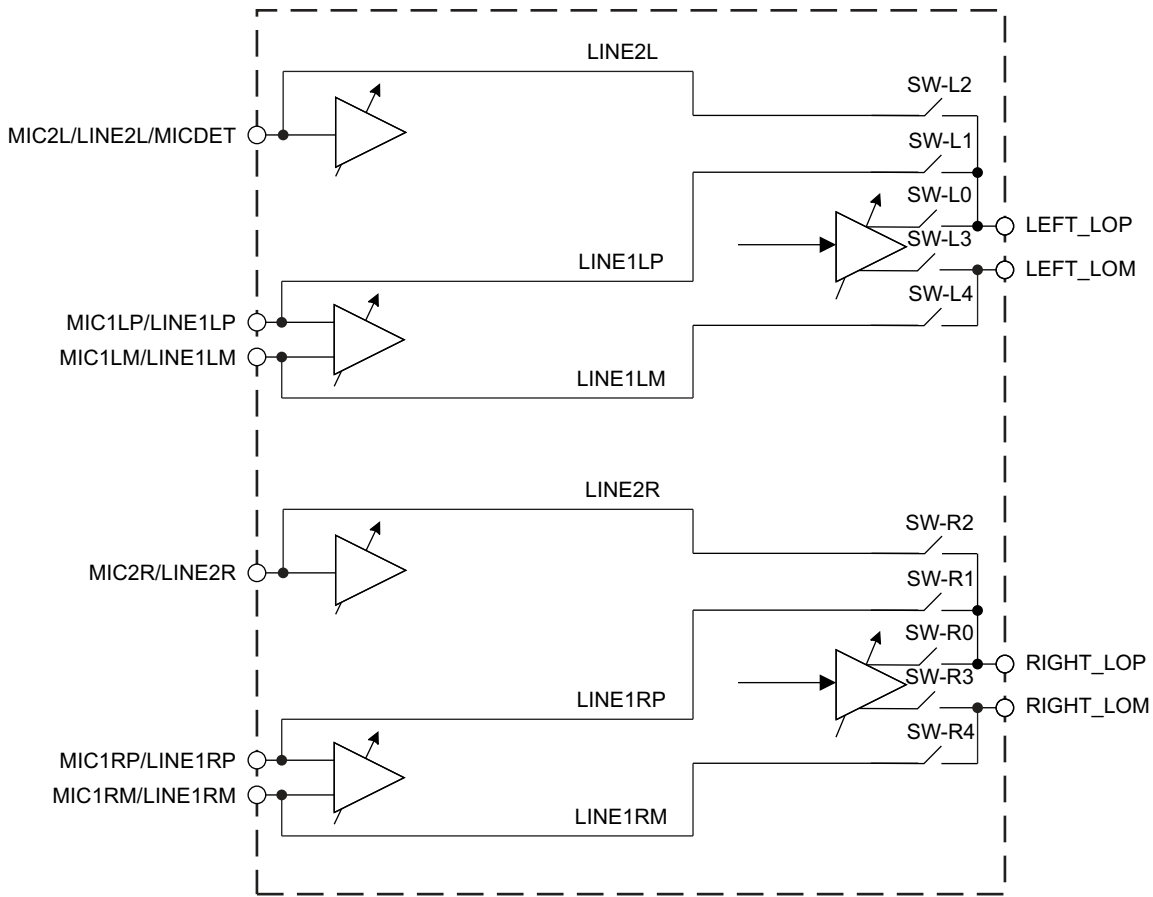 LINE2L
SW-L2
MIC2L/LINE2L/MICDET
SW-L1
SW-L0
LEFT_LOP
SW-L3
LINE1LP
LEFT_LOM
SW-L4
MIC1LP/LINE1LP
MIC1LM/LINE1LM
LINE1LM
LINE2R
SW-R2
MIC2R/LINE2R
SW-R1
SW-R0
RIGHT_LOP
SW-R3
LINE1RP
RIGHT_LOM
SW-R4
MIC1RP/LINE1RP
MIC1RM/LINE1RM
LINE1RM